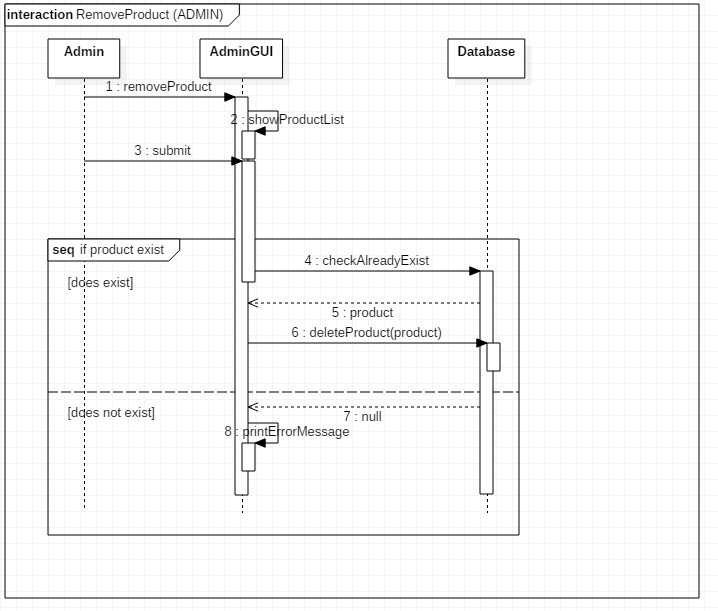 interaction RemoveProduct (ADMIN)
Admin
AdminGUI
Database
1 : removeProduct
2 : showProductList
3 : submit
seq if product exist
4 : checkAlreadyExist
[does exist]
5 : product
6 : deleteProduct(product)
[does not exist]
7 : null
8 : printErrorMessage